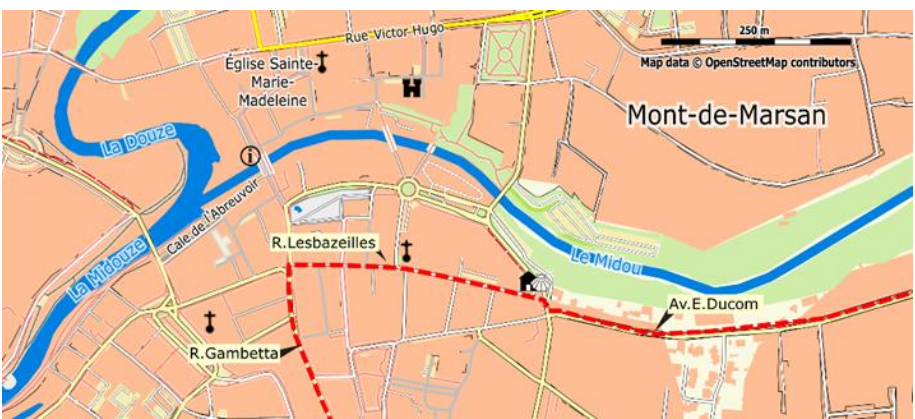 Rue Victor Hugo
250 m
Map data © OpenStreetMap contributors
Église Sainte-
Marie-
Madeleine
Mont-de-Marsan
La Douze
Cale de l'Abreuvoir
La Midouze
R.Lesbazeilles
Le Midou
Av.E.Ducom
R.Gambetta